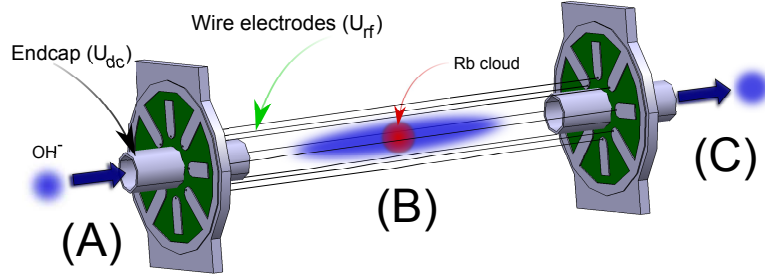 Wire electrodes (U_rf)
Endcap (U_dc)
Rb cloud
OH⁻
(A)
(B)
(C)